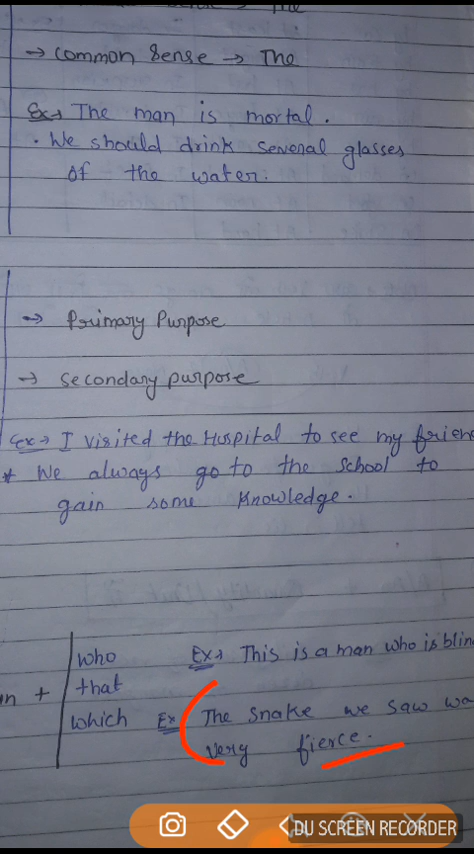 → Common Sense → The
Ex → The man is mortal.
. We should drink several glasses
of the water.
→ Primary Purpose
→ Secondary purpose
Ex → I visited the Hospital to see my
* We always go to the school to
gain some knowledge.
+ who Ex → This is a man who is
that
which Ex The snake we saw
very fierce.
DU SCREEN RECORDER